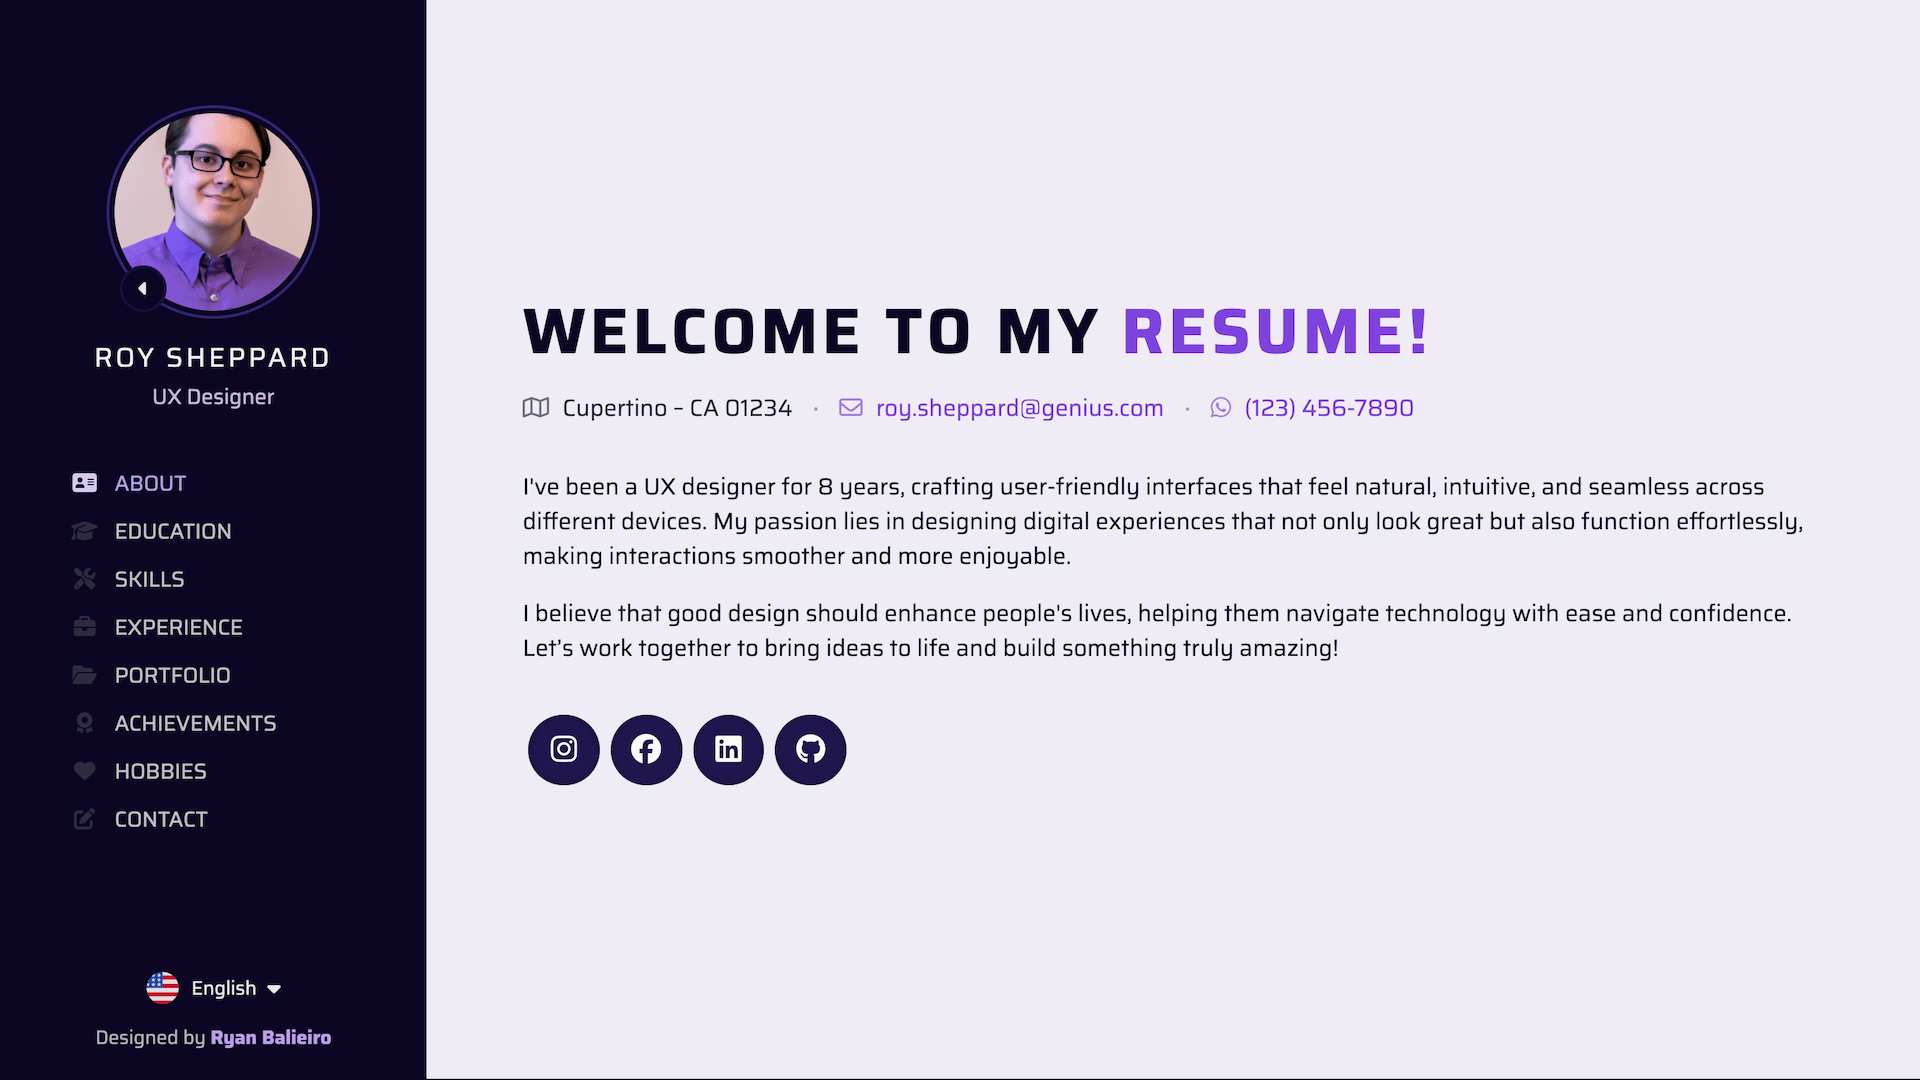 ROY SHEPPARD
UX Designer
ABOUT
EDUCATION
SKILLS
EXPERIENCE
PORTFOLIO
ACHIEVEMENTS
HOBBIES
CONTACT
English
Designed by Ryan Balieiro
WELCOME TO MY RESUME!
Cupertino – CA 01234 · roy.sheppard@genius.com · (123) 456-7890
I've been a UX designer for 8 years, crafting user-friendly interfaces that feel natural, intuitive, and seamless across
different devices. My passion lies in designing digital experiences that not only look great but also function effortlessly,
making interactions smoother and more enjoyable.
I believe that good design should enhance people's lives, helping them navigate technology with ease and confidence.
Let’s work together to bring ideas to life and build something truly amazing!